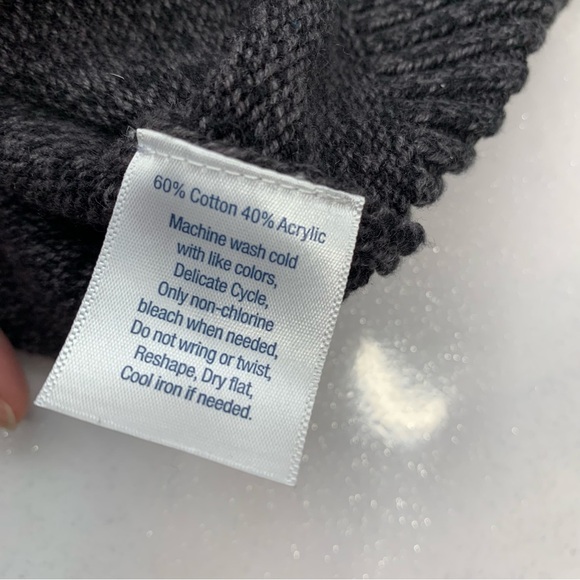 60% Cotton 40% Acrylic
Machine wash cold
with like colors,
Delicate Cycle,
Only non-chlorine
bleach when needed,
Do not wring or twist,
Reshape, Dry flat,
Cool iron if needed.